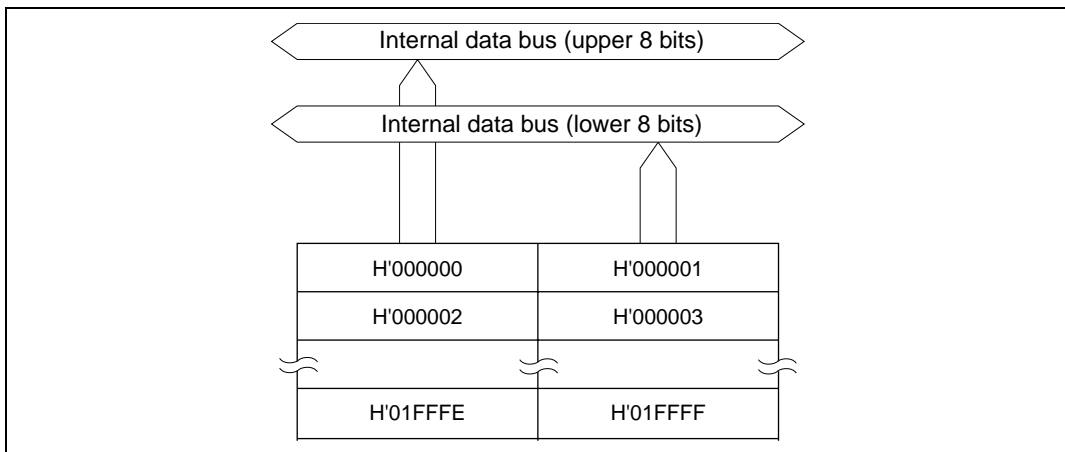 Internal data bus (upper 8 bits)
Internal data bus (lower 8 bits)
H'000000 H'000001
H'000002 H'000003
H'01FFFE H'01FFFF